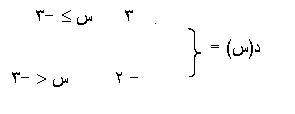 ٣ س ≤ −٣
د(س) =
− ٢ س > −٣